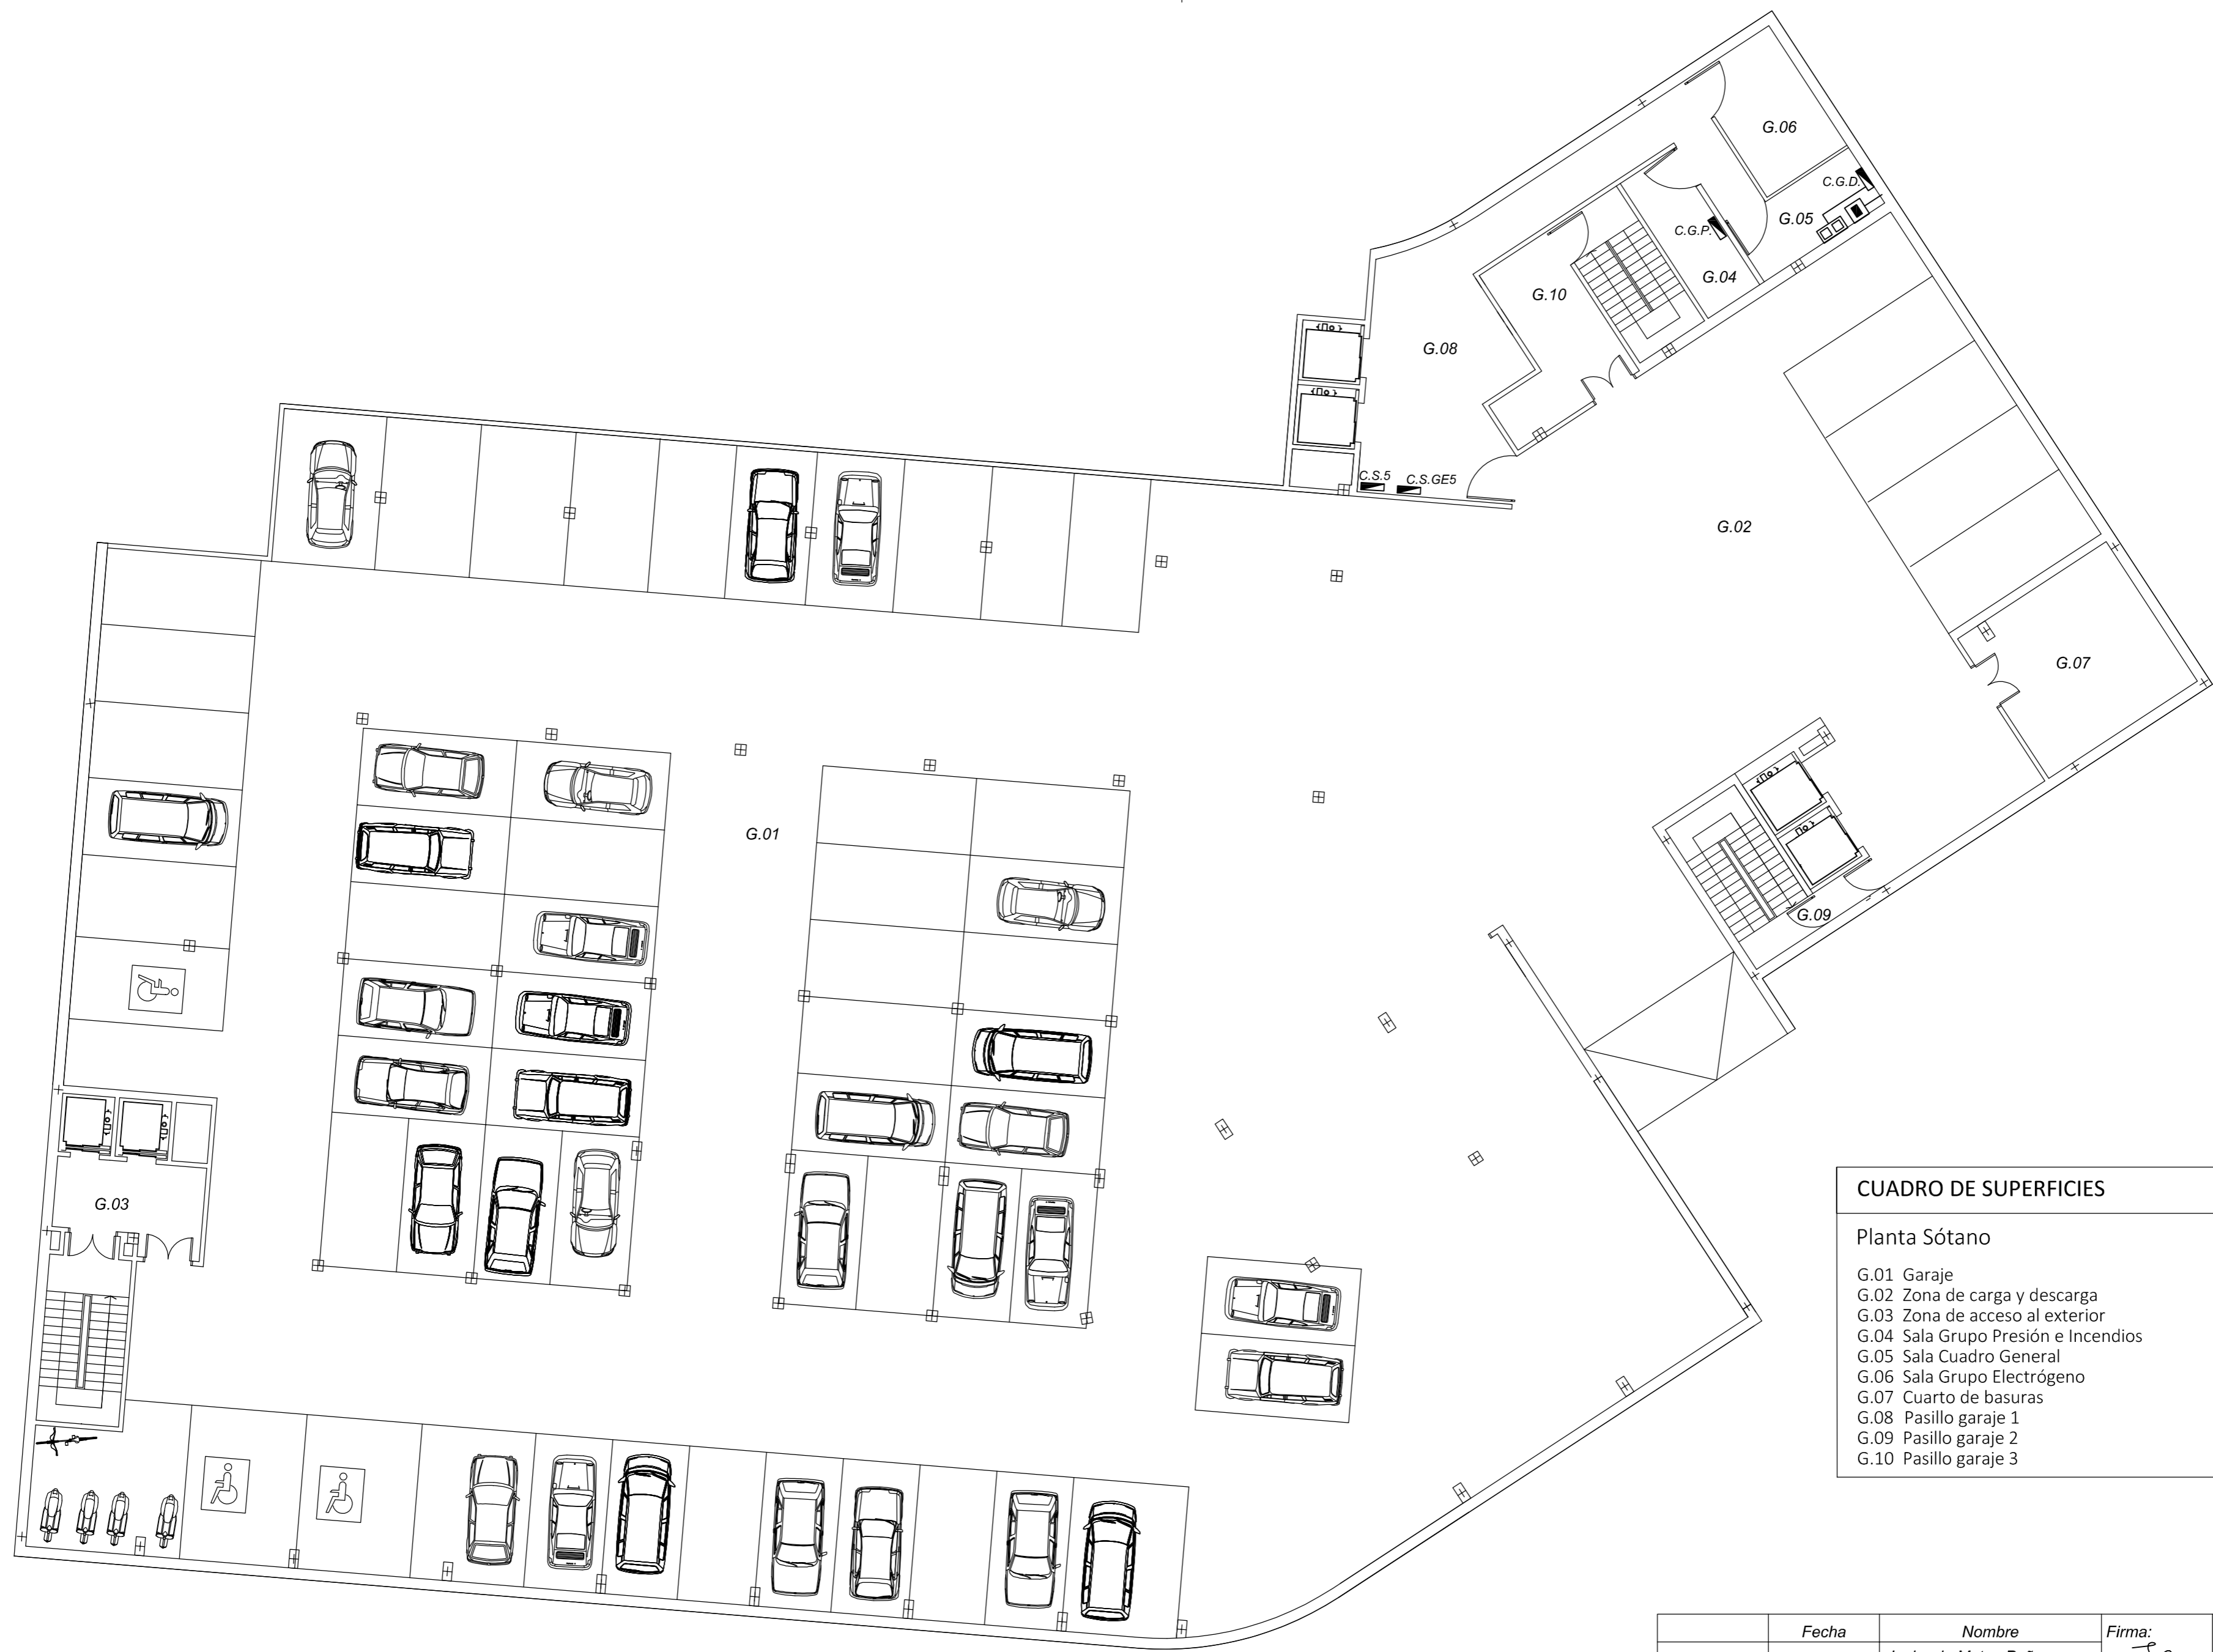 G.06
C.G.D.
G.05
C.G.P.
G.04
G.10
G.08
C.S.5
C.S.GE5
G.02
G.07
G.01
G.09
G.03
CUADRO DE SUPERFICIES
Planta Sótano
G.01 Garaje
G.02 Zona de carga y descarga
G.03 Zona de acceso al exterior
G.04 Sala Grupo Presión e Incendios
G.05 Sala Cuadro General
G.06 Sala Grupo Electrógeno
G.07 Cuarto de basuras
G.08 Pasillo garaje 1
G.09 Pasillo garaje 2
G.10 Pasillo garaje 3
Fecha Nombre Firma: